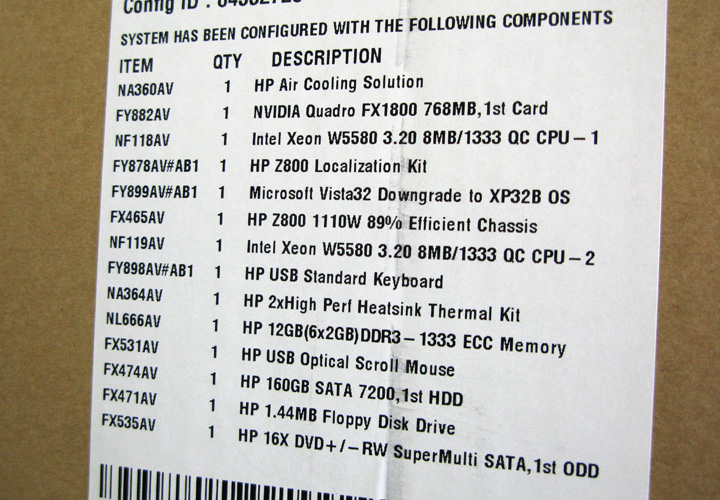 Config ID :
SYSTEM HAS BEEN CONFIGURED WITH THE FOLLOWING COMPONENTS
ITEM QTY DESCRIPTION
NA360AV 1 HP Air Cooling Solution
FY882AV 1 NVIDIA Quadro FX1800 768MB,1st Card
NF118AV 1 Intel Xeon W5580 3.20 8MB/1333 QC CPU-1
FY878AV#AB1 1 HP Z800 Localization Kit
FY899AV#AB1 1 Microsoft Vista32 Downgrade to XP32B OS
FX465AV 1 HP Z800 1110W 89% Efficient Chassis
NF119AV 1 Intel Xeon W5580 3.20 8MB/1333 QC CPU-2
FY898AV#AB1 1 HP USB Standard Keyboard
NA364AV 1 HP 2xHigh Perf Heatsink Thermal Kit
NL666AV 1 HP 12GB(6x2GB)DDR3-1333 ECC Memory
FX531AV 1 HP USB Optical Scroll Mouse
FX474AV 1 HP 160GB SATA 7200,1st HDD
FX471AV 1 HP 1.44MB Floppy Disk Drive
FX535AV 1 HP 16X DVD+/-RW SuperMulti SATA,1st ODD